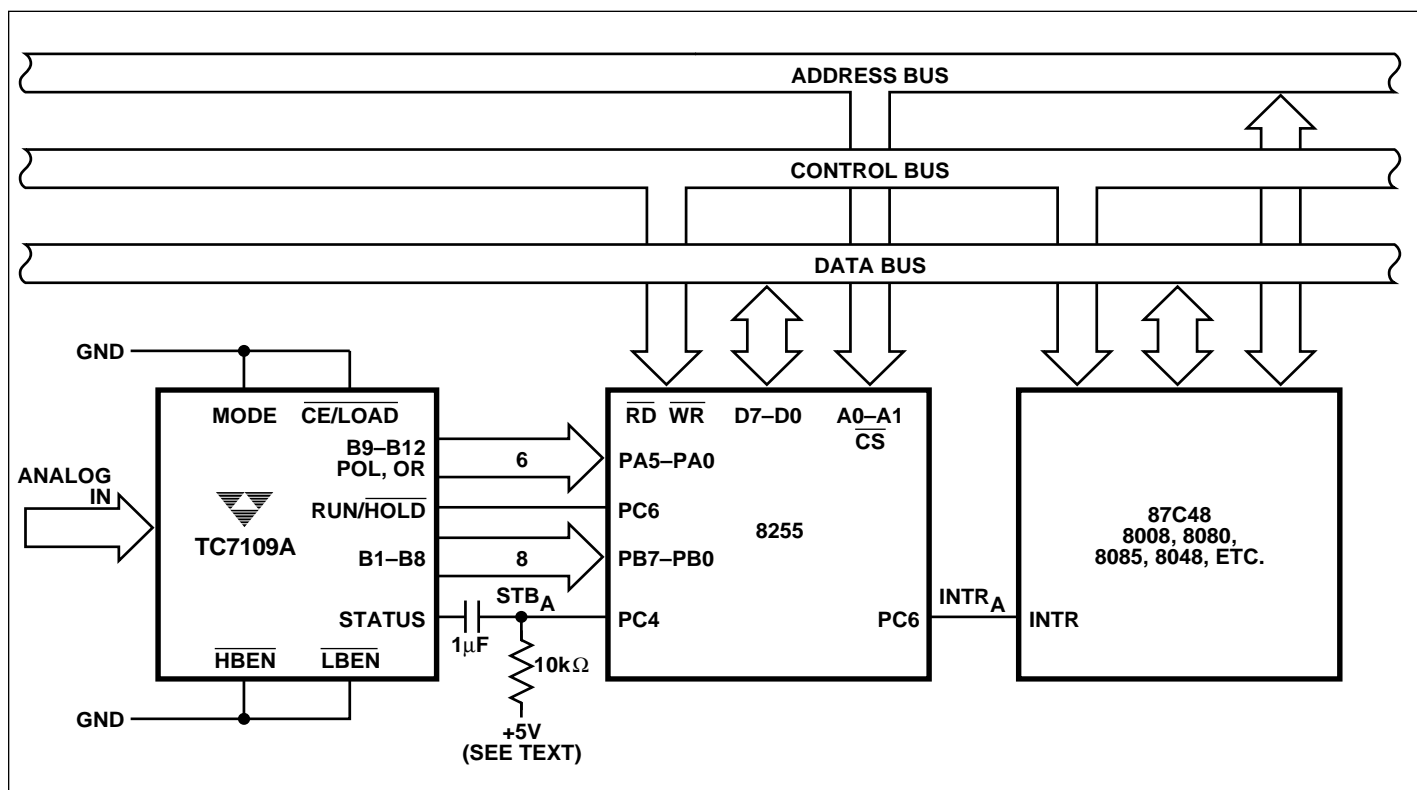 ADDRESS BUS
CONTROL BUS
DATA BUS
GND
MODE
CE/LOAD
B9–B12
POL, OR
RUN/HOLD
B1–B8
STATUS
HBEN
LBEN
TC7109A
ANALOG
IN
GND
6
8
STBA
1μF
10kΩ
+5V
(SEE TEXT)
RD WR
D7–D0
A0–A1
CS
PA5–PA0
PC6
8255
PB7–PB0
PC4
PC6
INTRA
INTR
87C48
8008, 8080,
8085, 8048, ETC.